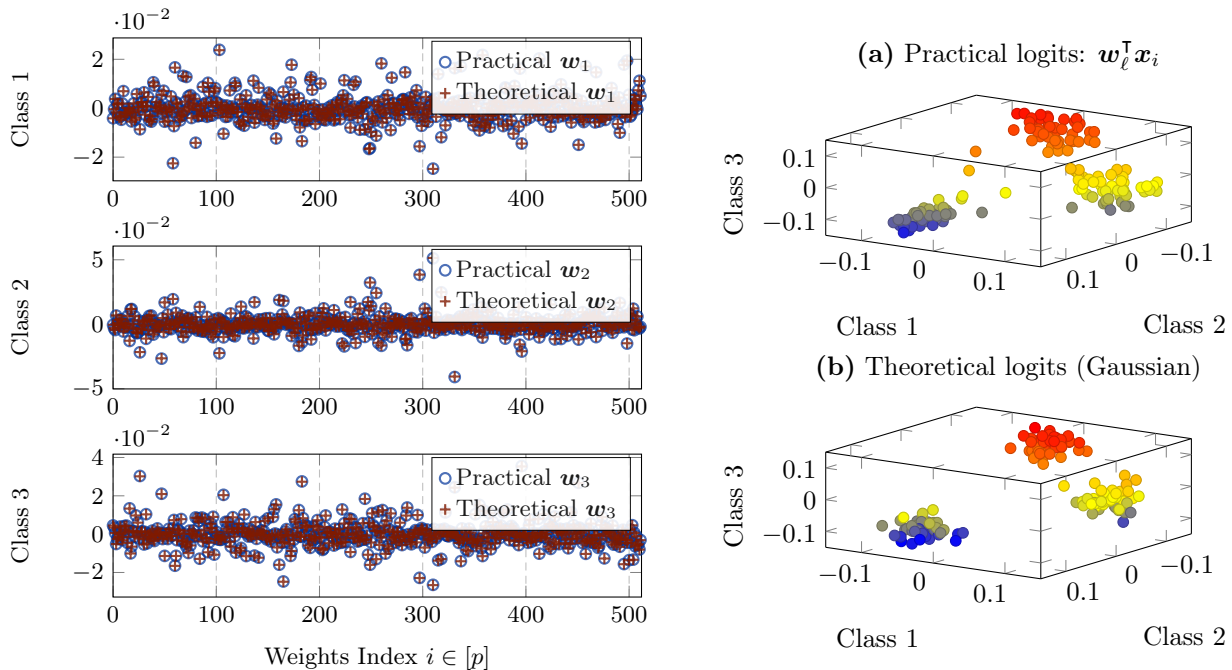 ·10⁻²
2
0
−2
Class 1
Practical w₁
Theoretical w₁
0 100 200 300 400 500
5
0
−5
·10⁻²
Class 2
Practical w₂
Theoretical w₂
0 100 200 300 400 500
·10⁻²
4
2
0
−2
Class 3
Practical w₃
Theoretical w₃
0 100 200 300 400 500
Weights Index i ∈ [p]
(a) Practical logits: wℓᵀxᵢ
0.1
0
−0.1
Class 3
−0.1 0 0.1
Class 1
0.1 0 −0.1
Class 2
(b) Theoretical logits (Gaussian)
0.1
0
−0.1
Class 3
−0.1 0 0.1
Class 1
0.1 0 −0.1
Class 2